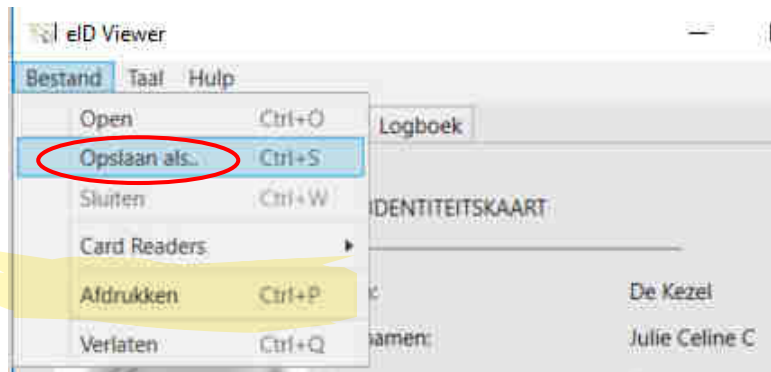 eID Viewer
Bestand Taal Hulp
Open Ctrl+O
Logboek
Opslaan als.. Ctrl+S
Sluiten Ctrl+W
IDENTITEITSKAART
Card Readers
Afdrukken Ctrl+P
De Kezel
Verlaten Ctrl+Q
namen: Julie Celine C